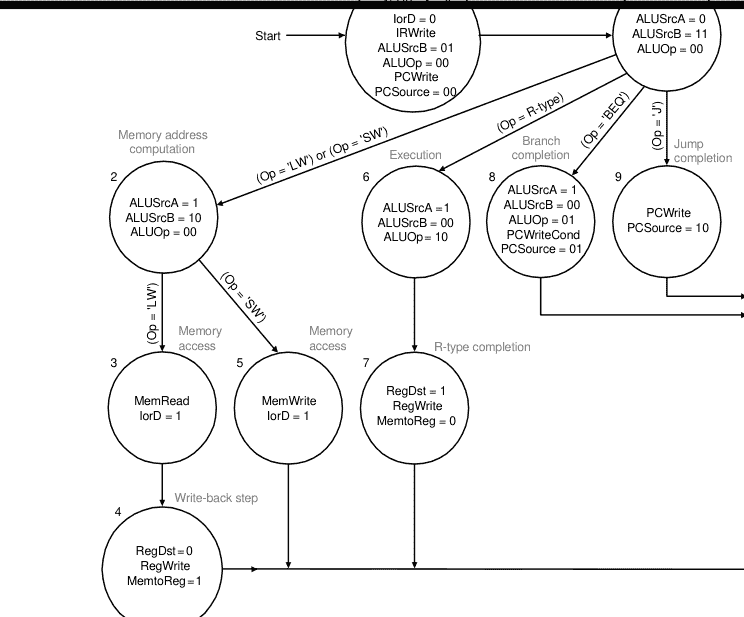 IorD = 0
IRWrite
ALUSrcB = 01
ALUOp = 00
PCWrite
PCSource = 00
Start
ALUSrcA = 0
ALUSrcB = 11
ALUOp = 00
(Op = 'LW') or (Op = 'SW')
(Op = R-type)
(Op = 'BEQ')
(Op = 'J')
Memory address
computation
2
ALUSrcA = 1
ALUSrcB = 10
ALUOp = 00
Execution
6
ALUSrcA =1
ALUSrcB = 00
ALUOp= 10
Branch
completion
8
ALUSrcA = 1
ALUSrcB = 00
ALUOp = 01
PCWriteCond
PCSource = 01
Jump
completion
9
PCWrite
PCSource = 10
(Op = 'LW')
(Op = 'SW')
Memory
access
3
MemRead
IorD = 1
Memory
access
5
MemWrite
IorD = 1
R-type completion
7
RegDst = 1
RegWrite
MemtoReg = 0
Write-back step
4
RegDst=0
RegWrite
MemtoReg=1